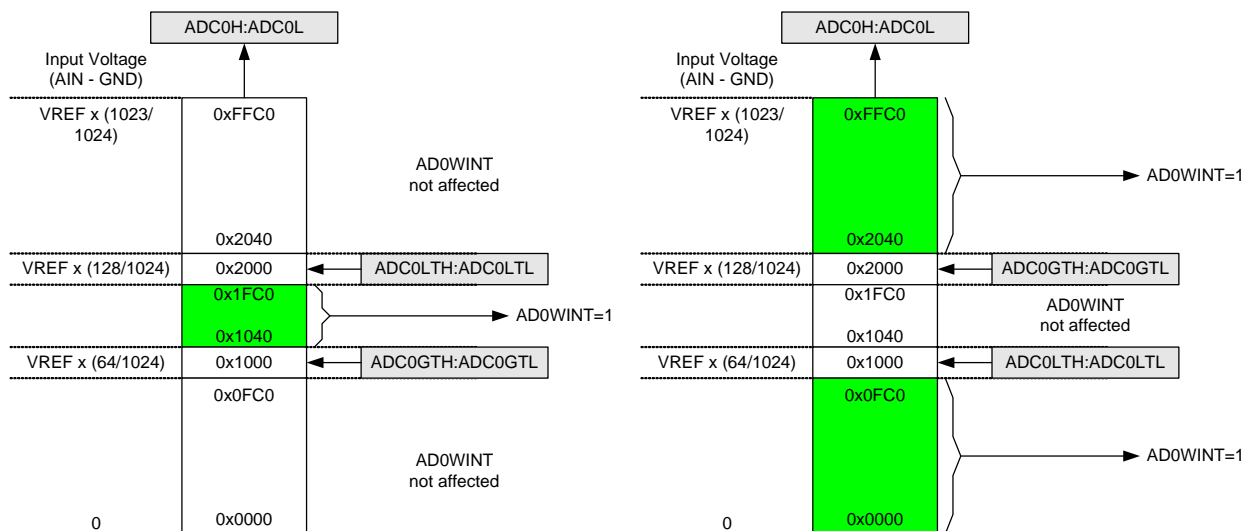 ADC0H:ADC0L
Input Voltage
(AIN - GND)
VREF x (1023/
1024)
0xFFC0
AD0WINT
not affected
0x2040
VREF x (128/1024)
0x2000
ADC0LTH:ADC0LTL
0x1FC0
AD0WINT=1
0x1040
VREF x (64/1024)
0x1000
ADC0GTH:ADC0GTL
0x0FC0
AD0WINT
not affected
0
0x0000
ADC0H:ADC0L
Input Voltage
(AIN - GND)
VREF x (1023/
1024)
0xFFC0
AD0WINT=1
0x2040
VREF x (128/1024)
0x2000
ADC0GTH:ADC0GTL
0x1FC0
AD0WINT
not affected
0x1040
VREF x (64/1024)
0x1000
ADC0LTH:ADC0LTL
0x0FC0
AD0WINT=1
0
0x0000